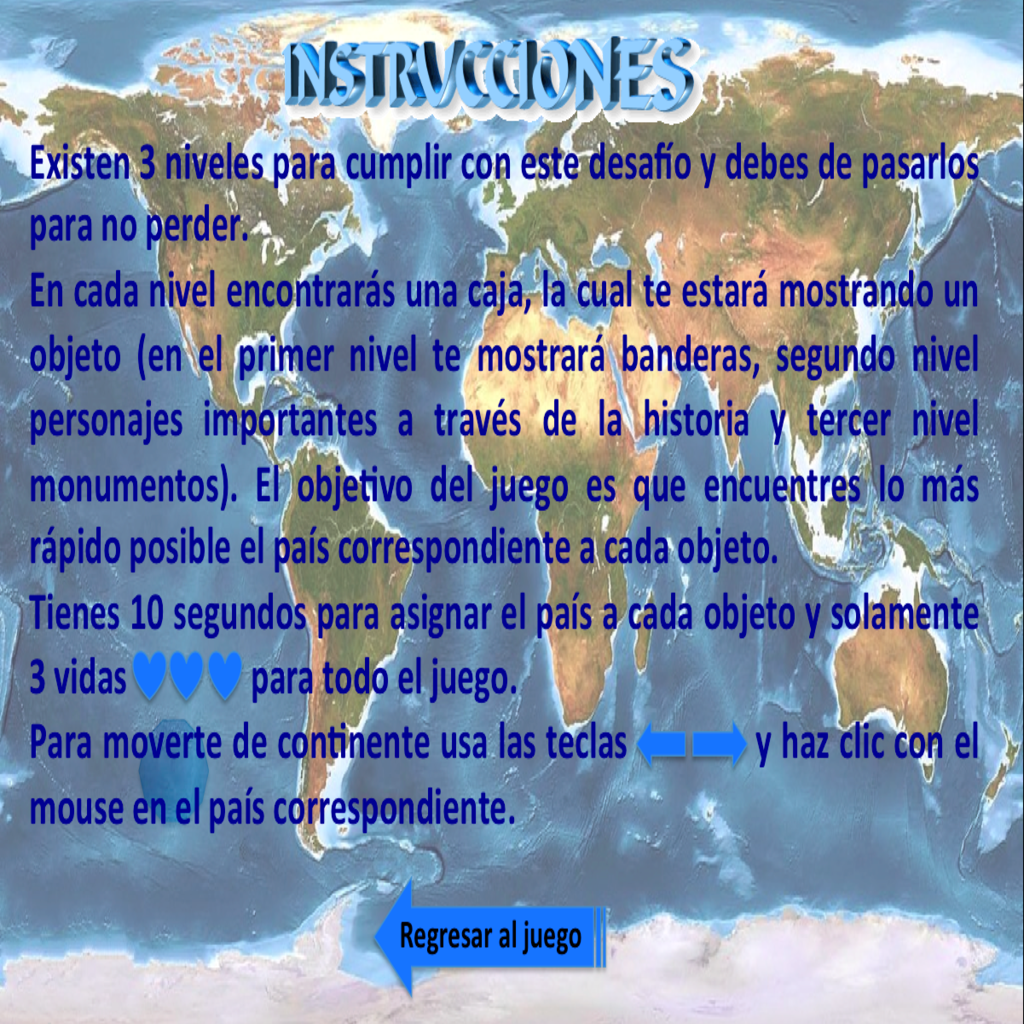 INSTRUCCIONES
Existen 3 niveles para cumplir con este desafío y debes de pasarlos
para no perder.
En cada nivel encontrarás una caja, la cual te estará mostrando un
objeto (en el primer nivel te mostrará banderas, segundo nivel
personajes importantes a través de la historia y tercer nivel
monumentos). El objetivo del juego es que encuentres lo más
rápido posible el país correspondiente a cada objeto.
Tienes 10 segundos para asignar el país a cada objeto y solamente
3 vidas para todo el juego.
Para moverte de continente usa las teclas y haz clic con el
mouse en el país correspondiente.
Regresar al juego